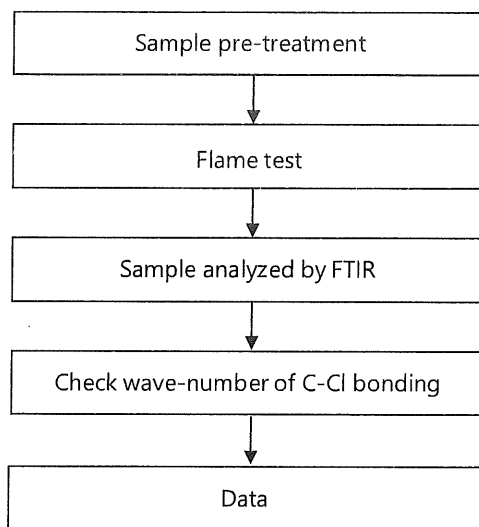 Sample pre-treatment
Flame test
Sample analyzed by FTIR
Check wave-number of C-Cl bonding
Data